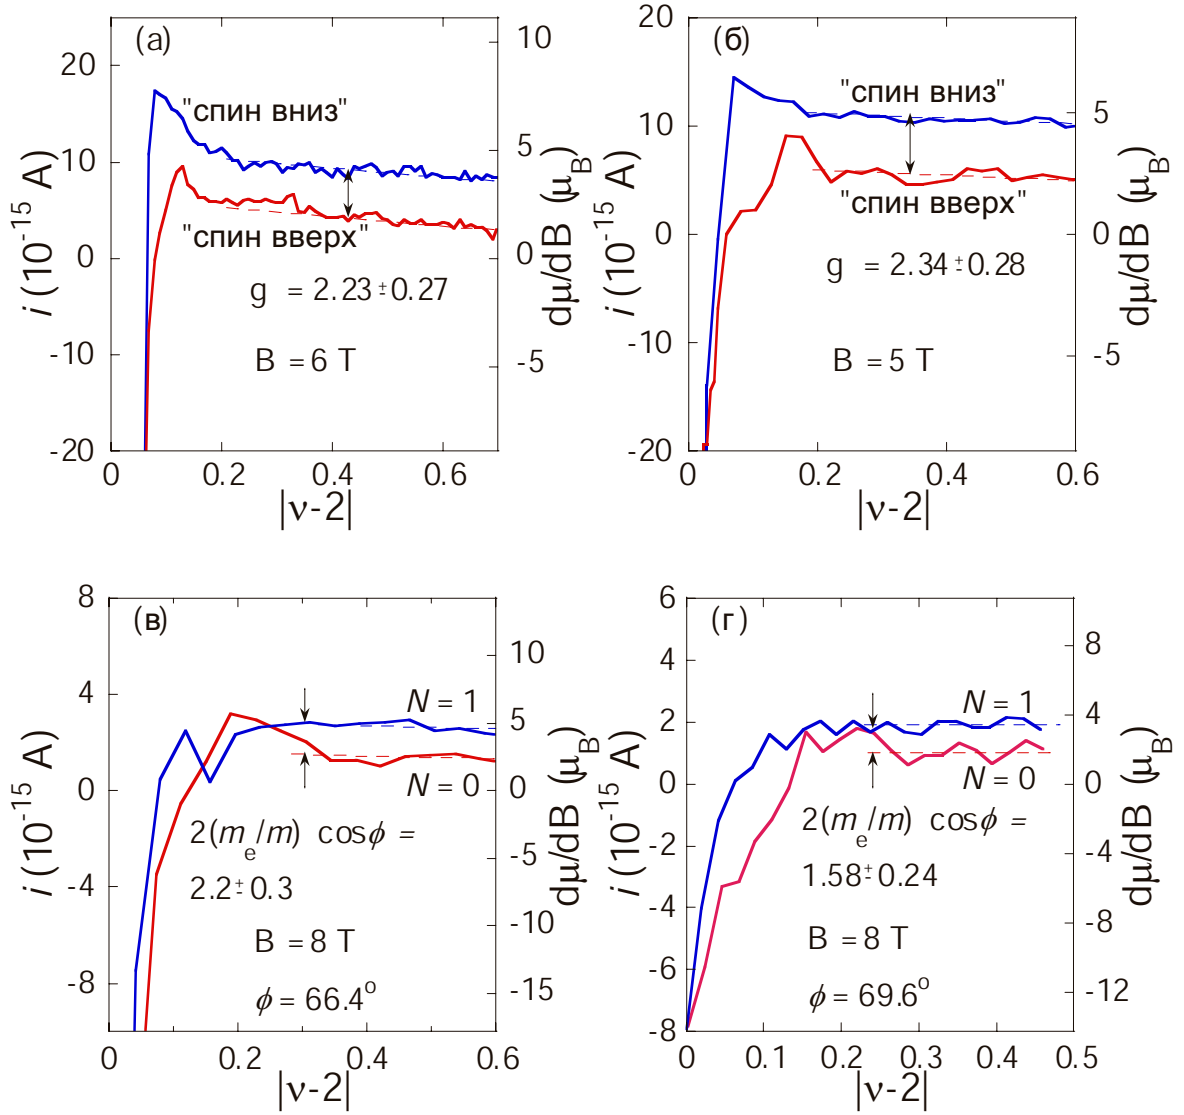 (а)
"спин вниз"
"спин вверх"
g = 2.23±0.27
B = 6 T
i (10⁻¹⁵ A)
20
10
0
-10
-20
0
0.2
0.4
0.6
|ν-2|
10
5
0
-5
dμ/dB (μ_B)
(б)
"спин вниз"
"спин вверх"
g = 2.34±0.28
B = 5 T
i (10⁻¹⁵ A)
20
10
0
-10
-20
0
0.2
0.4
0.6
|ν-2|
5
0
-5
dμ/dB (μ_B)
(в)
N = 1
N = 0
2(m_e/m) cosϕ =
2.2±0.3
B = 8 T
ϕ = 66.4°
i (10⁻¹⁵ A)
8
4
0
-4
-8
0
0.2
0.4
0.6
|ν-2|
10
5
0
-5
-10
-15
dμ/dB (μ_B)
(г)
N = 1
N = 0
2(m_e/m) cosϕ =
1.58±0.24
B = 8 T
ϕ = 69.6°
i (10⁻¹⁵ A)
6
4
2
0
-2
-4
-6
-8
0
0.1
0.2
0.3
0.4
0.5
|ν-2|
8
4
0
-4
-8
-12
dμ/dB (μ_B)